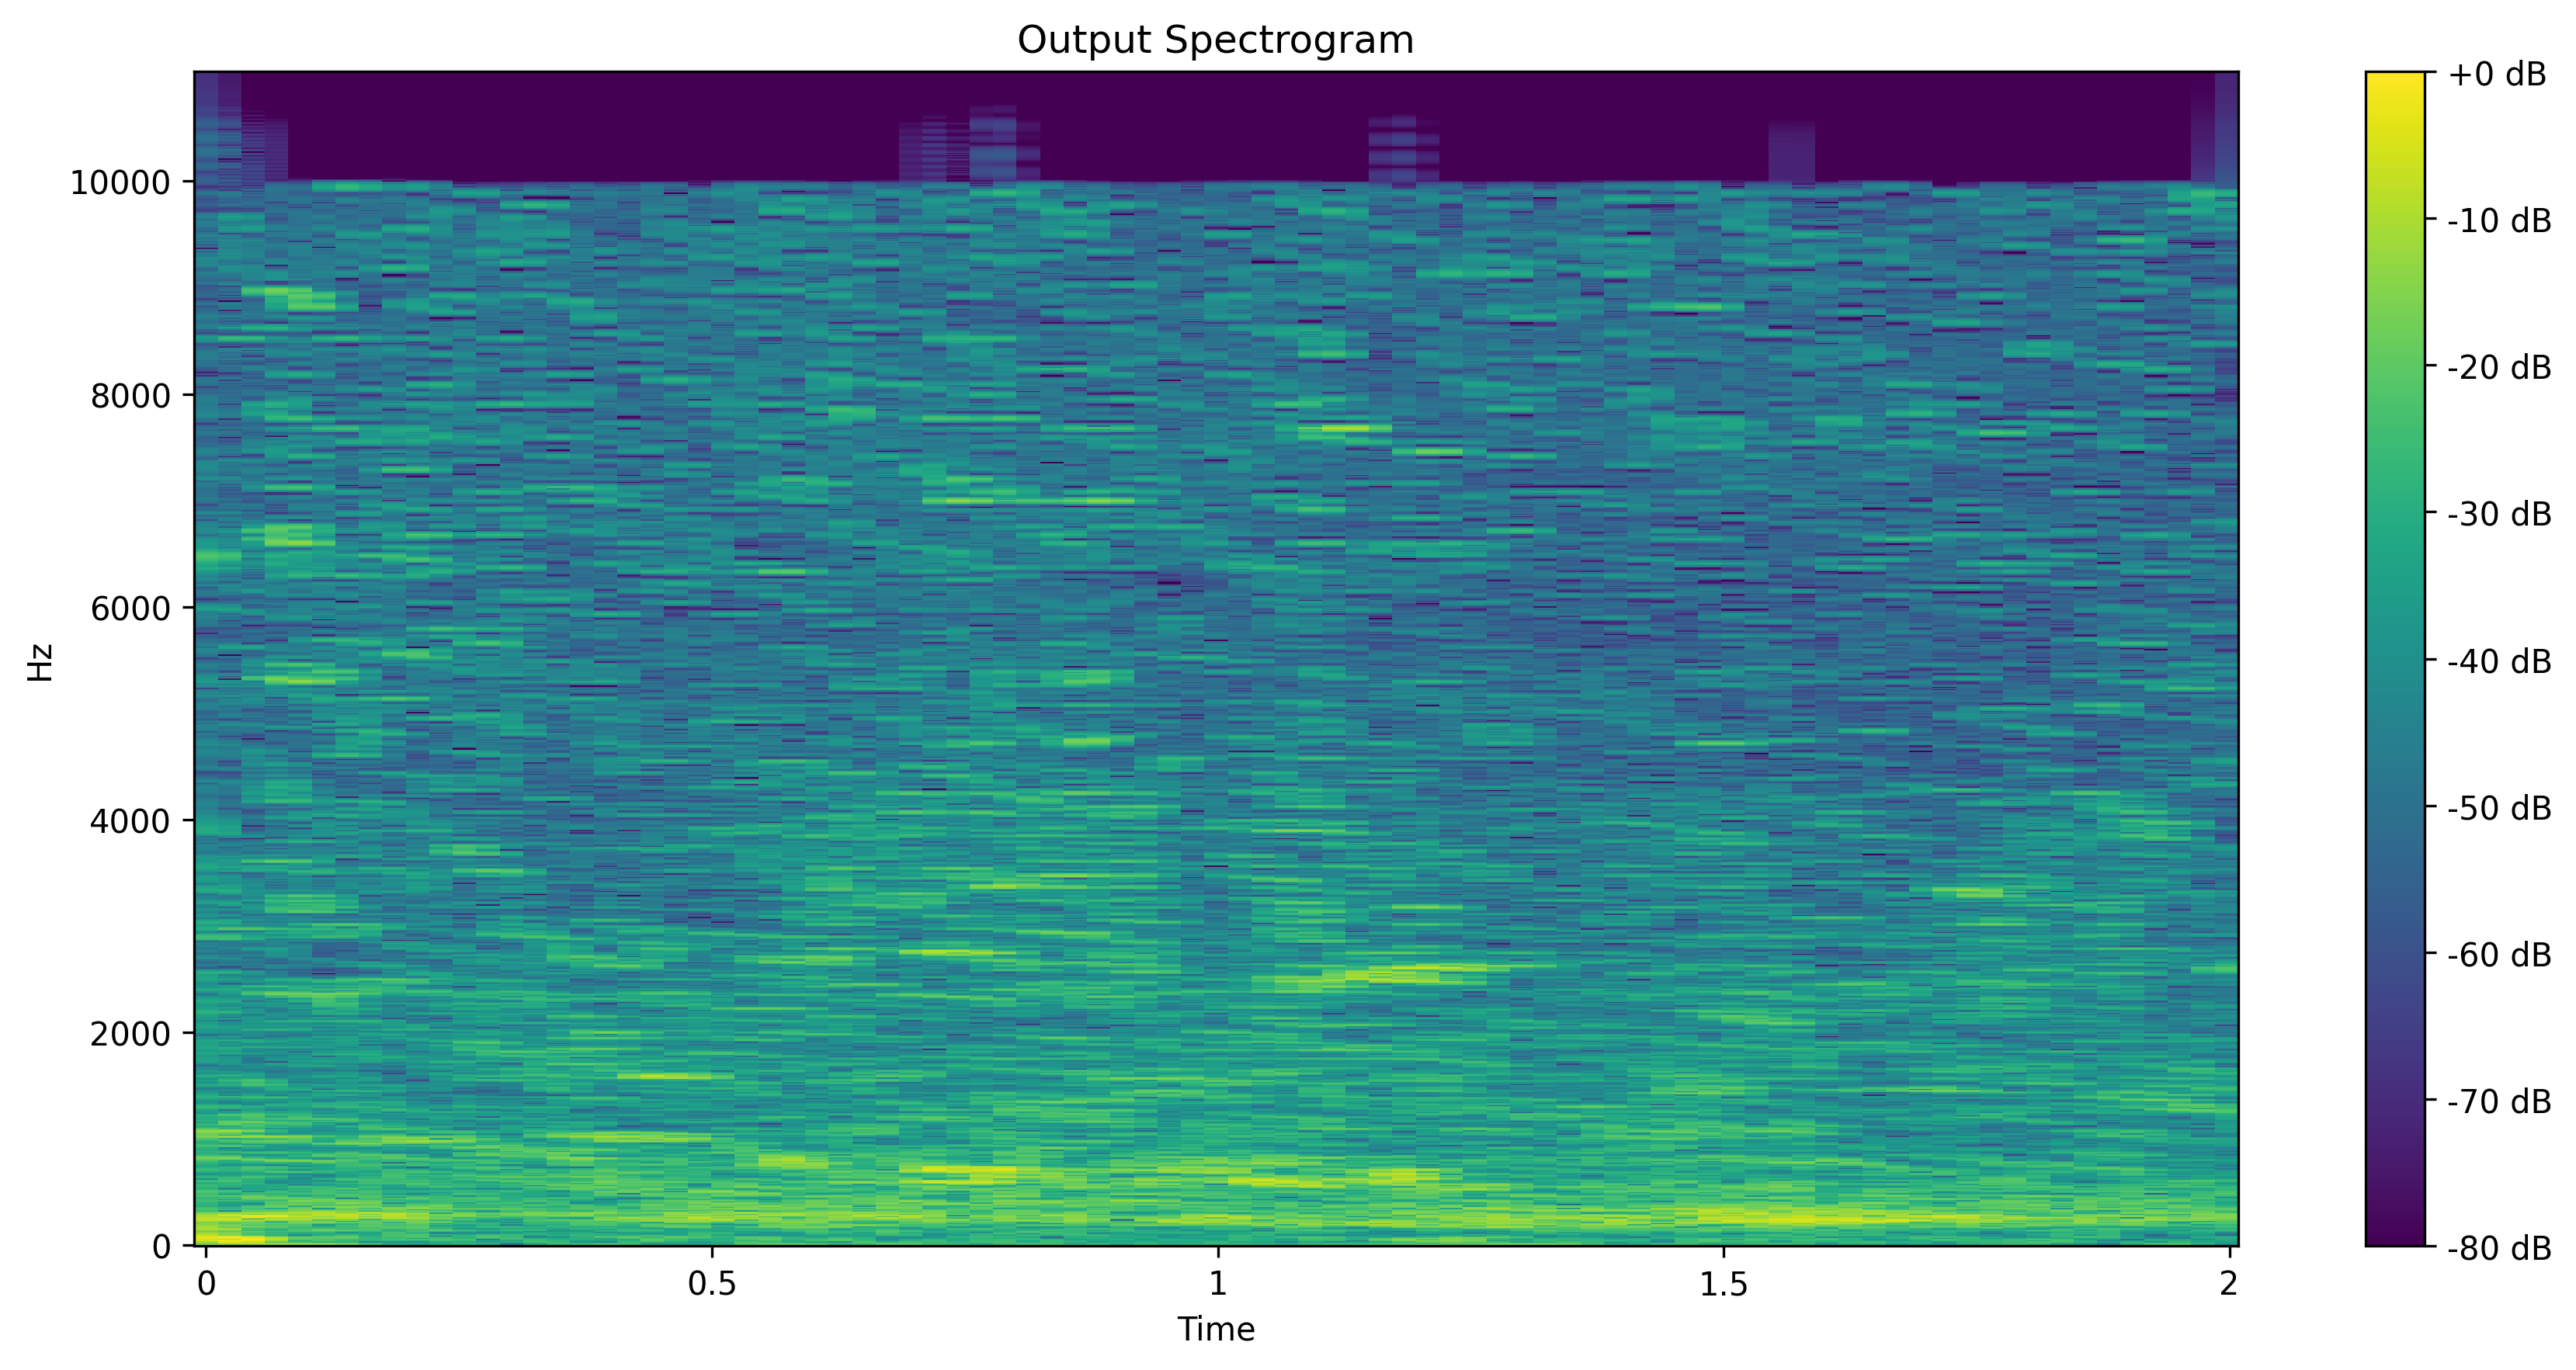 Output Spectrogram
Hz
10000
8000
6000
4000
2000
0
0 0.5 1 1.5 2
Time
+0 dB
-10 dB
-20 dB
-30 dB
-40 dB
-50 dB
-60 dB
-70 dB
-80 dB